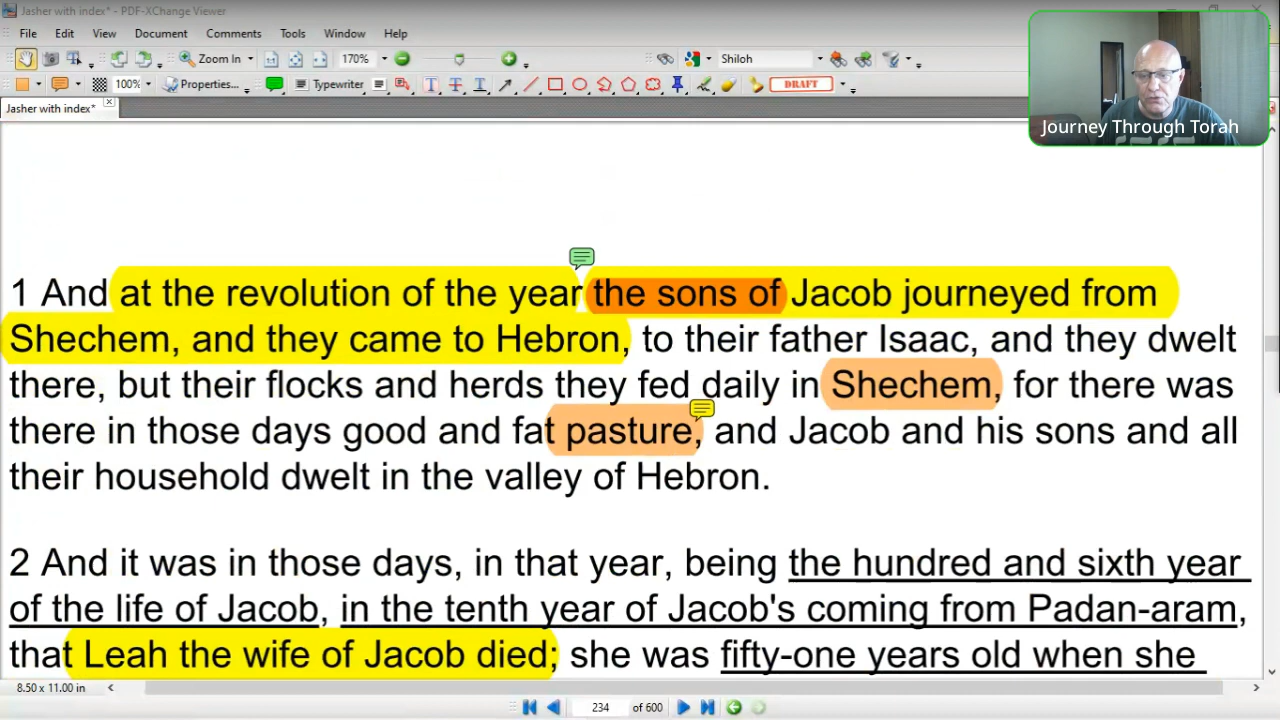 Jasher with index* - PDF-XChange Viewer
File Edit View Document Comments Tools Window Help
Zoom In 170% Shiloh
100% Properties... Typewriter DRAFT
Jasher with index*
Journey Through Torah
1 And at the revolution of the year the sons of Jacob journeyed from
Shechem, and they came to Hebron, to their father Isaac, and they dwelt
there, but their flocks and herds they fed daily in Shechem, for there was
there in those days good and fat pasture, and Jacob and his sons and all
their household dwelt in the valley of Hebron.
2 And it was in those days, in that year, being the hundred and sixth year
of the life of Jacob, in the tenth year of Jacob's coming from Padan-aram,
that Leah the wife of Jacob died; she was fifty-one years old when she
8.50 x 11.00 in 234 of 600